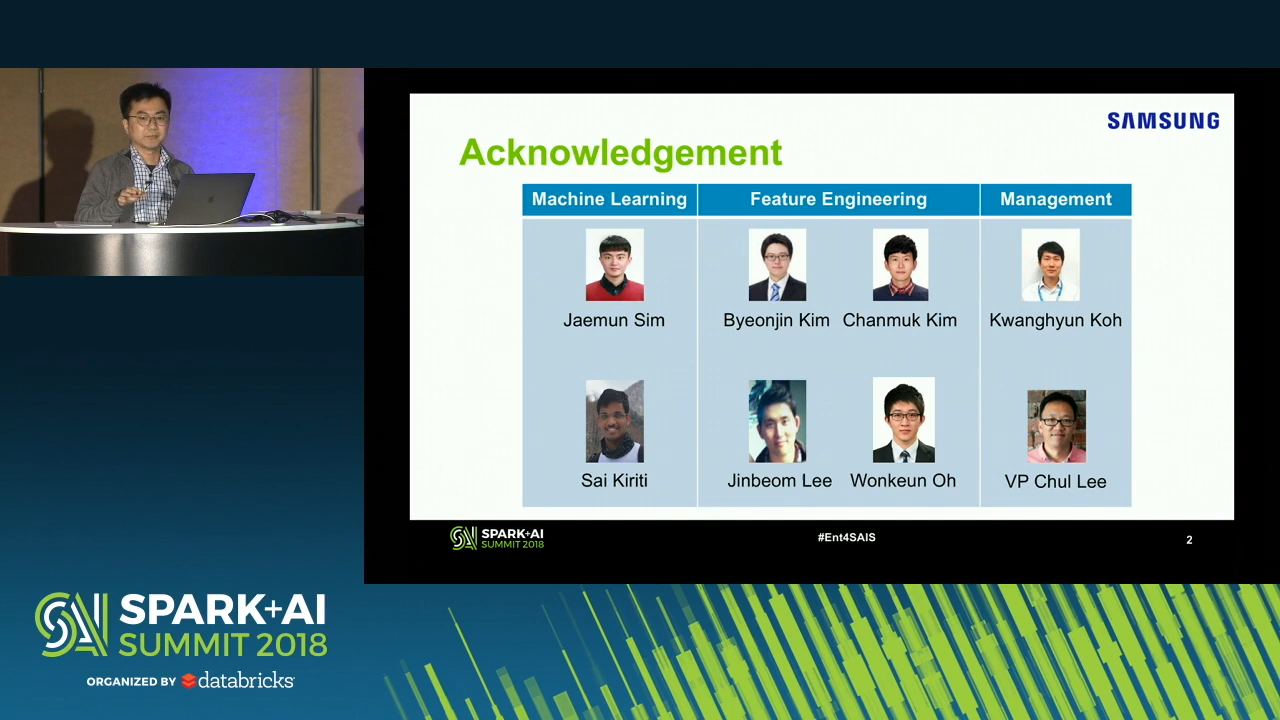 SAMSUNG
Acknowledgement
Machine Learning
Feature Engineering
Management
Jaemun Sim
Byeonjin Kim
Chanmuk Kim
Kwanghyun Koh
Sai Kiriti
Jinbeom Lee
Wonkeun Oh
VP Chul Lee
SPARK+AI
SUMMIT 2018
#Ent4SAIS
2
SAI
SPARK+AI
SUMMIT 2018
ORGANIZED BY databricks